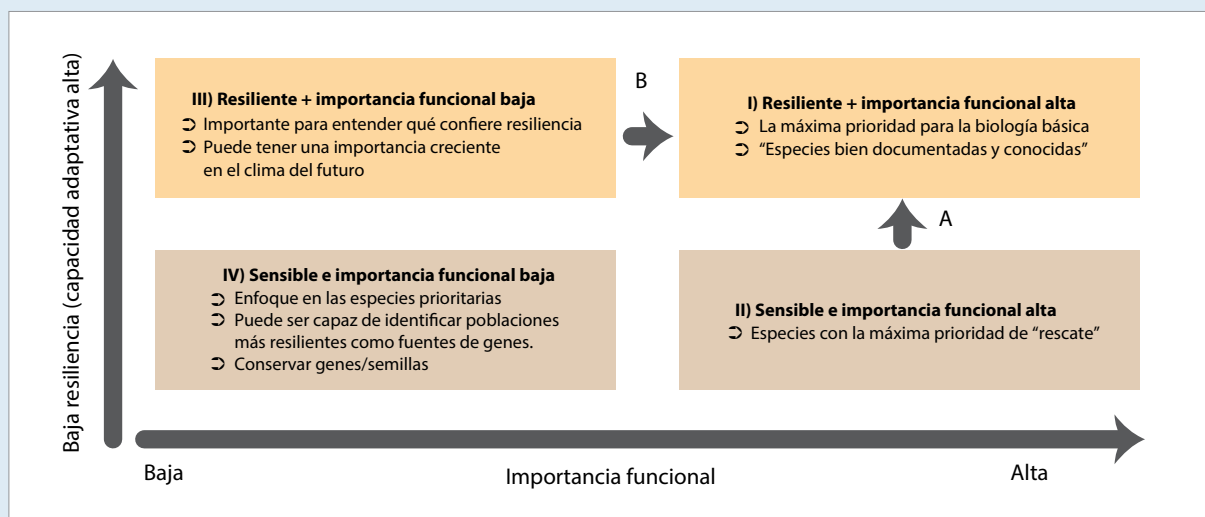 Baja resiliencia (capacidad adaptativa alta)
III) Resiliente + importancia funcional baja
➲ Importante para entender qué confiere resiliencia
➲ Puede tener una importancia creciente
en el clima del futuro
B
I) Resiliente + importancia funcional alta
➲ La máxima prioridad para la biología básica
➲ “Especies bien documentadas y conocidas”
A
IV) Sensible e importancia funcional baja
➲ Enfoque en las especies prioritarias
➲ Puede ser capaz de identificar poblaciones
más resilientes como fuentes de genes.
➲ Conservar genes/semillas
II) Sensible e importancia funcional alta
➲ Especies con la máxima prioridad de “rescate”
Baja
Importancia funcional
Alta